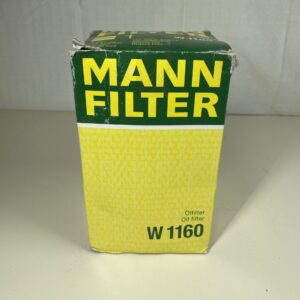 MANN
FILTER
Ölfilter
Oil filter
W 1160